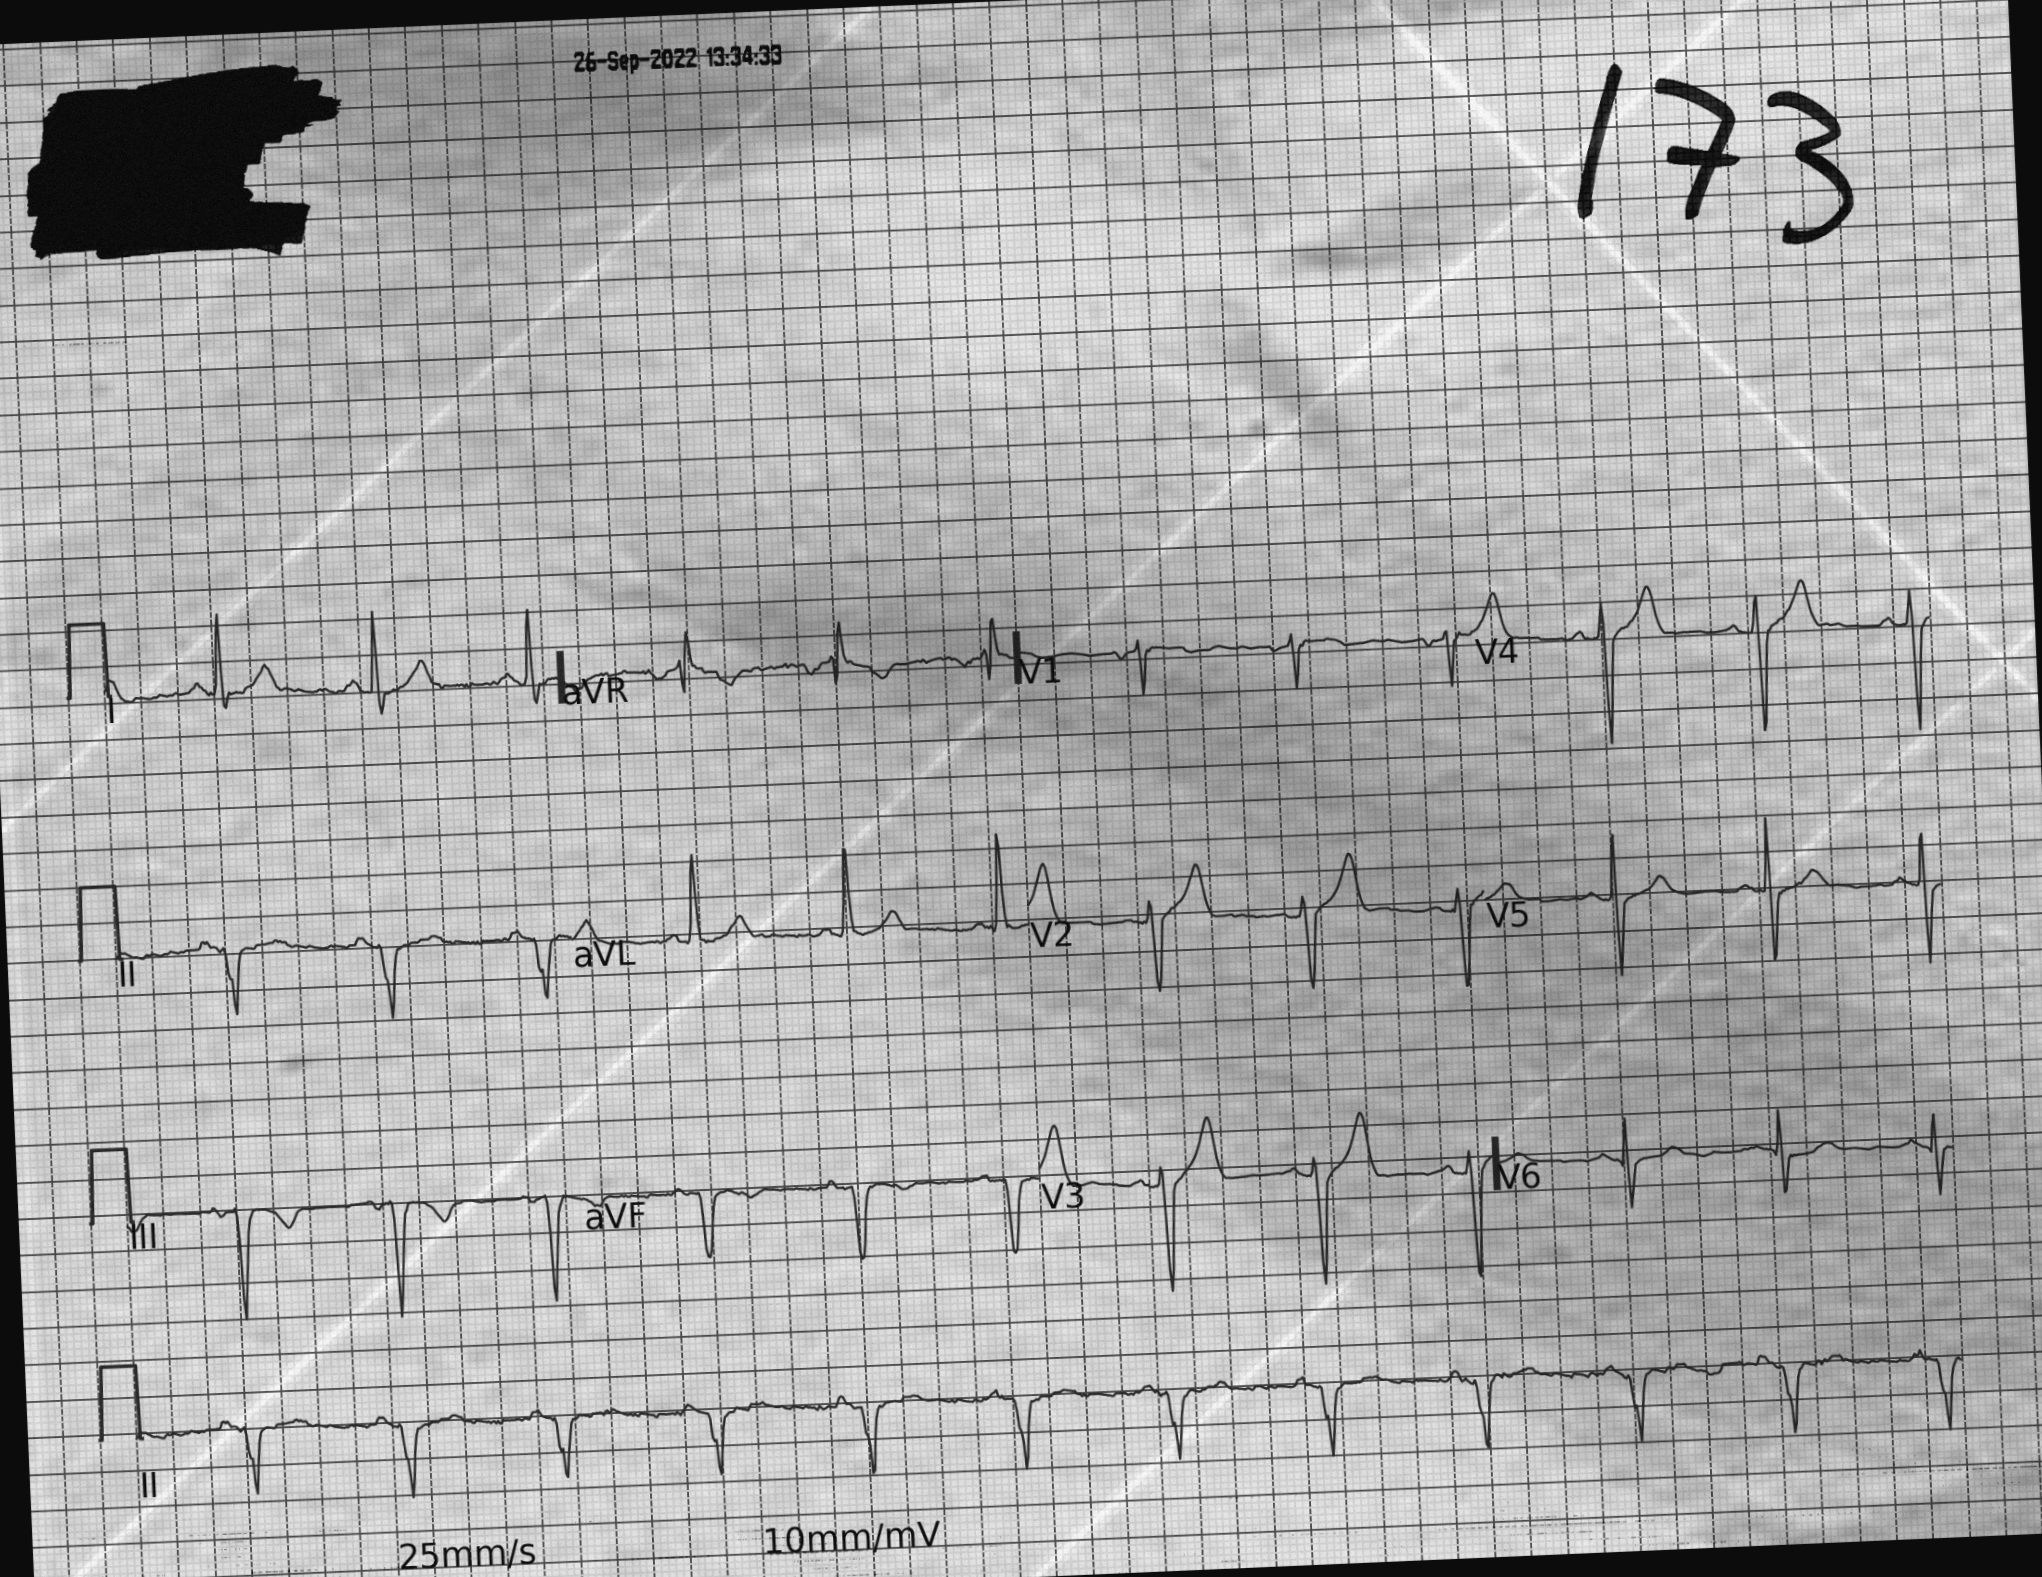 26-Sep-2022 13:34:33
173
I
aVR
V1
V4
II
aVL
V2
V5
III
aVF
V3
V6
II
25mm/s
10mm/mV